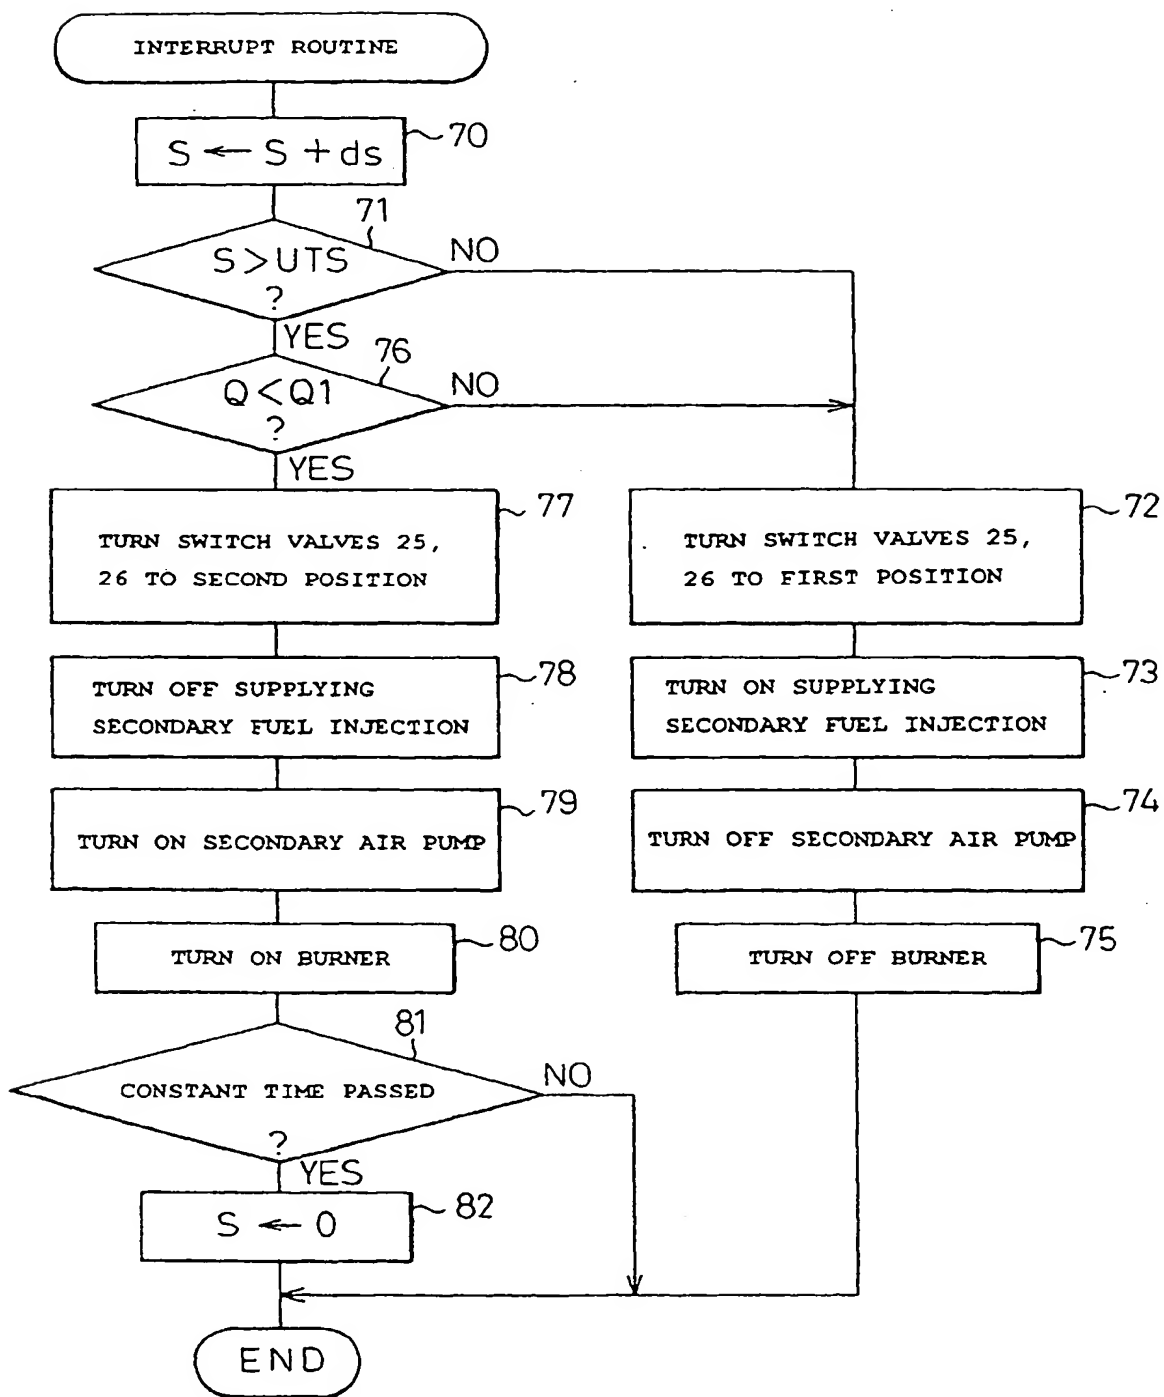 INTERRUPT ROUTINE
S ← S + ds
70
71
S>UTS
?
NO
YES
76
Q<Q1
?
NO
YES
77
TURN SWITCH VALVES 25,
26 TO SECOND POSITION
72
TURN SWITCH VALVES 25,
26 TO FIRST POSITION
78
TURN OFF SUPPLYING
SECONDARY FUEL INJECTION
73
TURN ON SUPPLYING
SECONDARY FUEL INJECTION
79
TURN ON SECONDARY AIR PUMP
74
TURN OFF SECONDARY AIR PUMP
80
TURN ON BURNER
75
TURN OFF BURNER
81
CONSTANT TIME PASSED
?
NO
YES
82
S ← 0
END